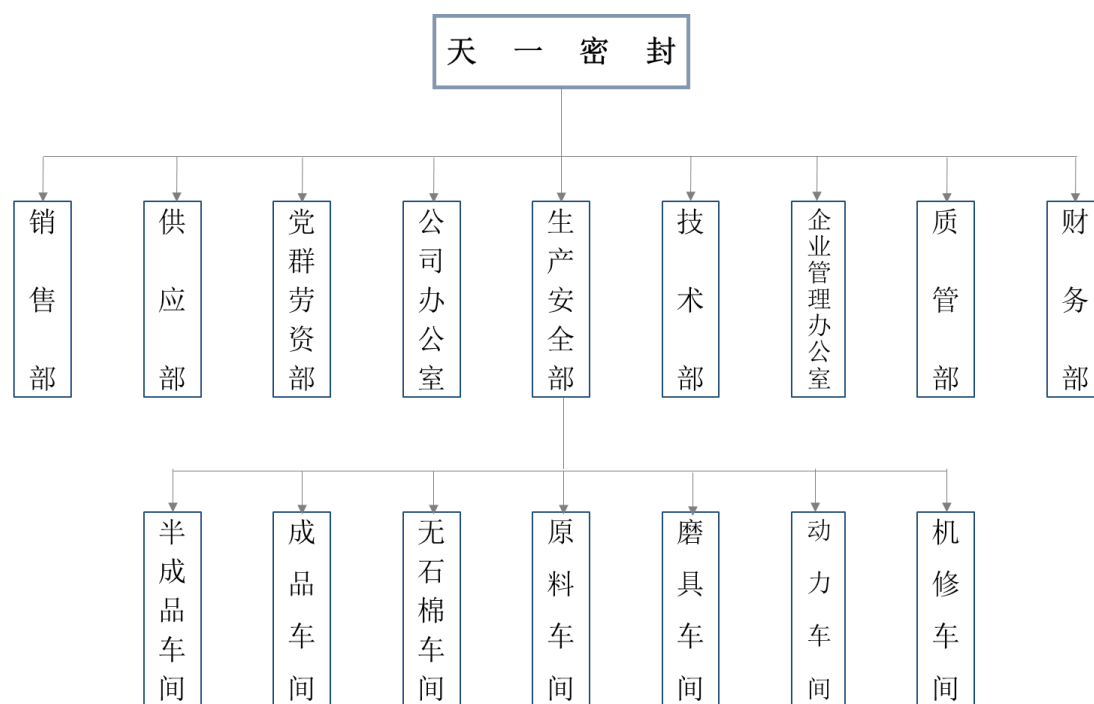 天一密封
销售部
供应部
党群劳资部
公司办公室
生产安全部
技术部
企业管理办公室
质管部
财务部
半成品车间
成品车间
无石棉车间
原料车间
磨具车间
动力车间
机修车间